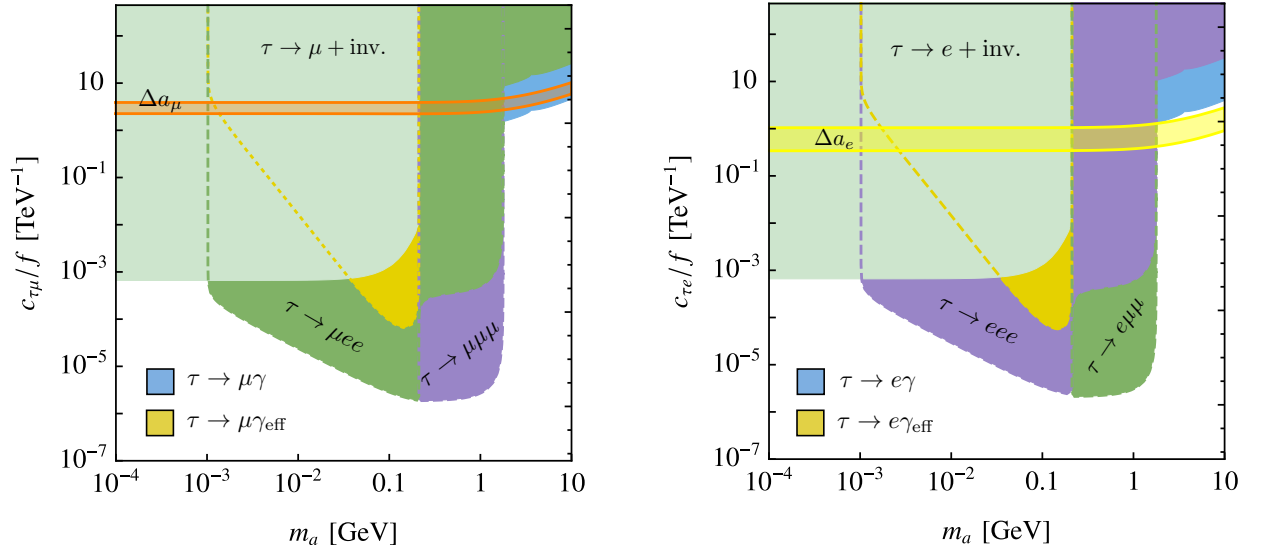 τ → μ + inv.
Δa_μ
τ → μee
τ → μμμ
τ → μγ
τ → μγ_eff
10
10^−1
10^−3
10^−5
10^−7
c_τμ/f [TeV^−1]
10^−4 10^−3 10^−2 0.1 1 10
m_a [GeV]
τ → e + inv.
Δa_e
τ → eee
τ → eμμ
τ → eγ
τ → eγ_eff
10
10^−1
10^−3
10^−5
10^−7
c_τe/f [TeV^−1]
10^−4 10^−3 10^−2 0.1 1 10
m_a [GeV]